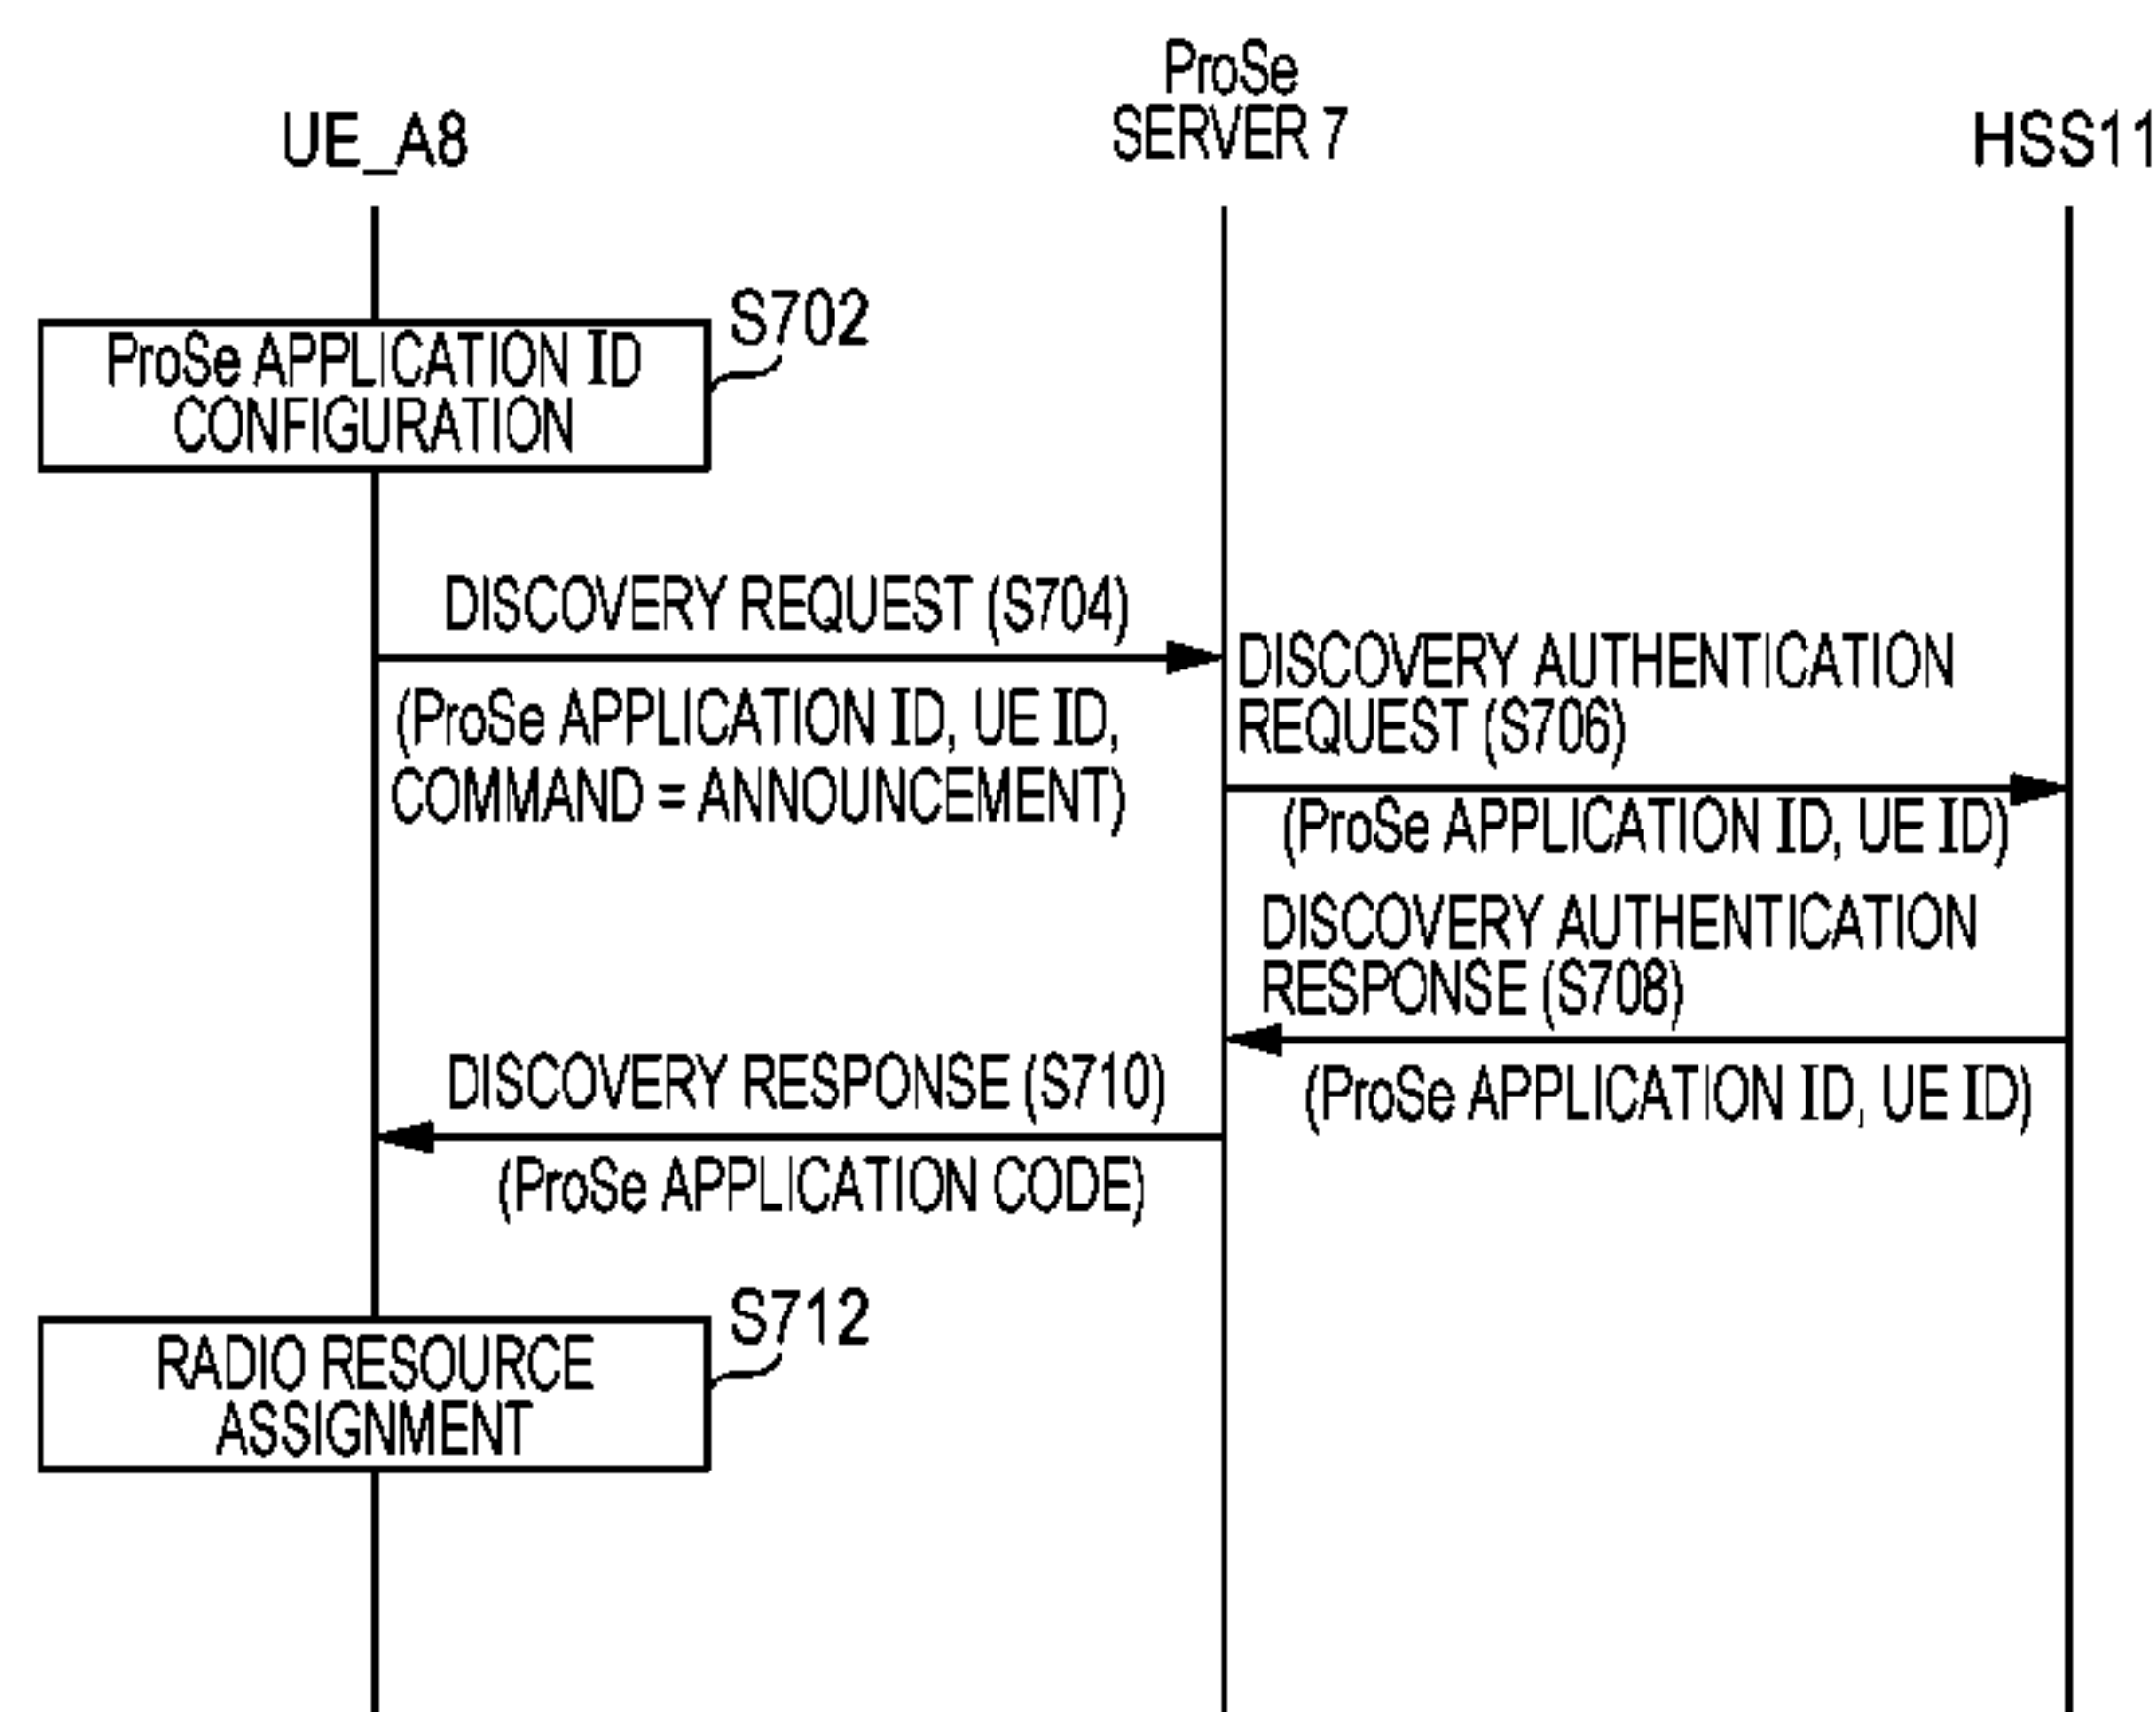 UE_A8
ProSe
SERVER 7
HSS11
S702
ProSe APPLICATION ID
CONFIGURATION
DISCOVERY REQUEST (S704)
(ProSe APPLICATION ID, UE ID,
COMMAND = ANNOUNCEMENT)
DISCOVERY AUTHENTICATION
REQUEST (S706)
(ProSe APPLICATION ID, UE ID)
DISCOVERY AUTHENTICATION
RESPONSE (S708)
(ProSe APPLICATION ID, UE ID)
DISCOVERY RESPONSE (S710)
(ProSe APPLICATION CODE)
S712
RADIO RESOURCE
ASSIGNMENT